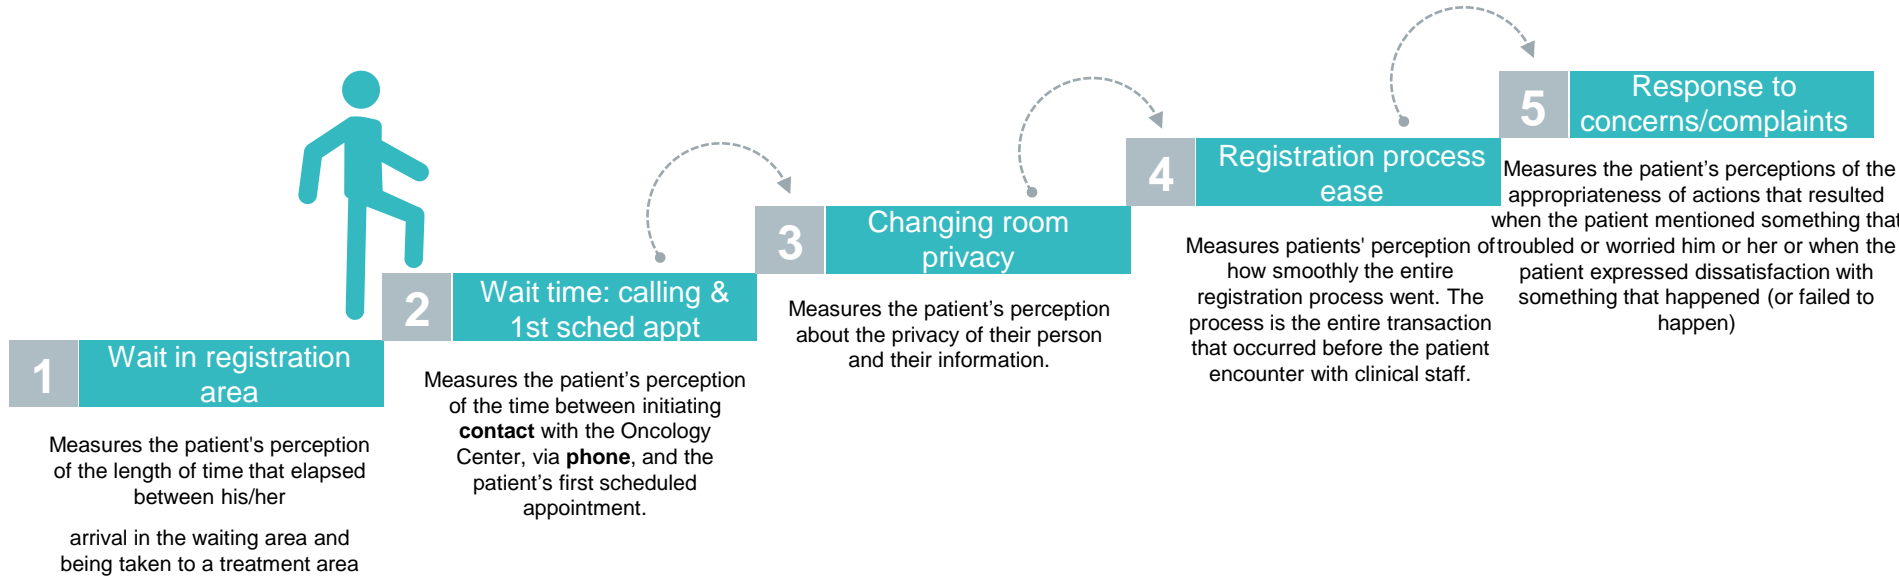 1
Wait in registration
area
Measures the patient's perception
of the length of time that elapsed
between his/her
arrival in the waiting area and
being taken to a treatment area
2
Wait time: calling &
1st sched appt
Measures the patient’s perception
of the time between initiating
contact with the Oncology
Center, via phone, and the
patient’s first scheduled
appointment.
3
Changing room
privacy
Measures the patient’s perception
about the privacy of their person
and their information.
4
Registration process
ease
Measures patients' perception of
how smoothly the entire
registration process went. The
process is the entire transaction
that occurred before the patient
encounter with clinical staff.
5
Response to
concerns/complaints
Measures the patient’s perceptions of the
appropriateness of actions that resulted
when the patient mentioned something that
troubled or worried him or her or when the
patient expressed dissatisfaction with
something that happened (or failed to
happen)